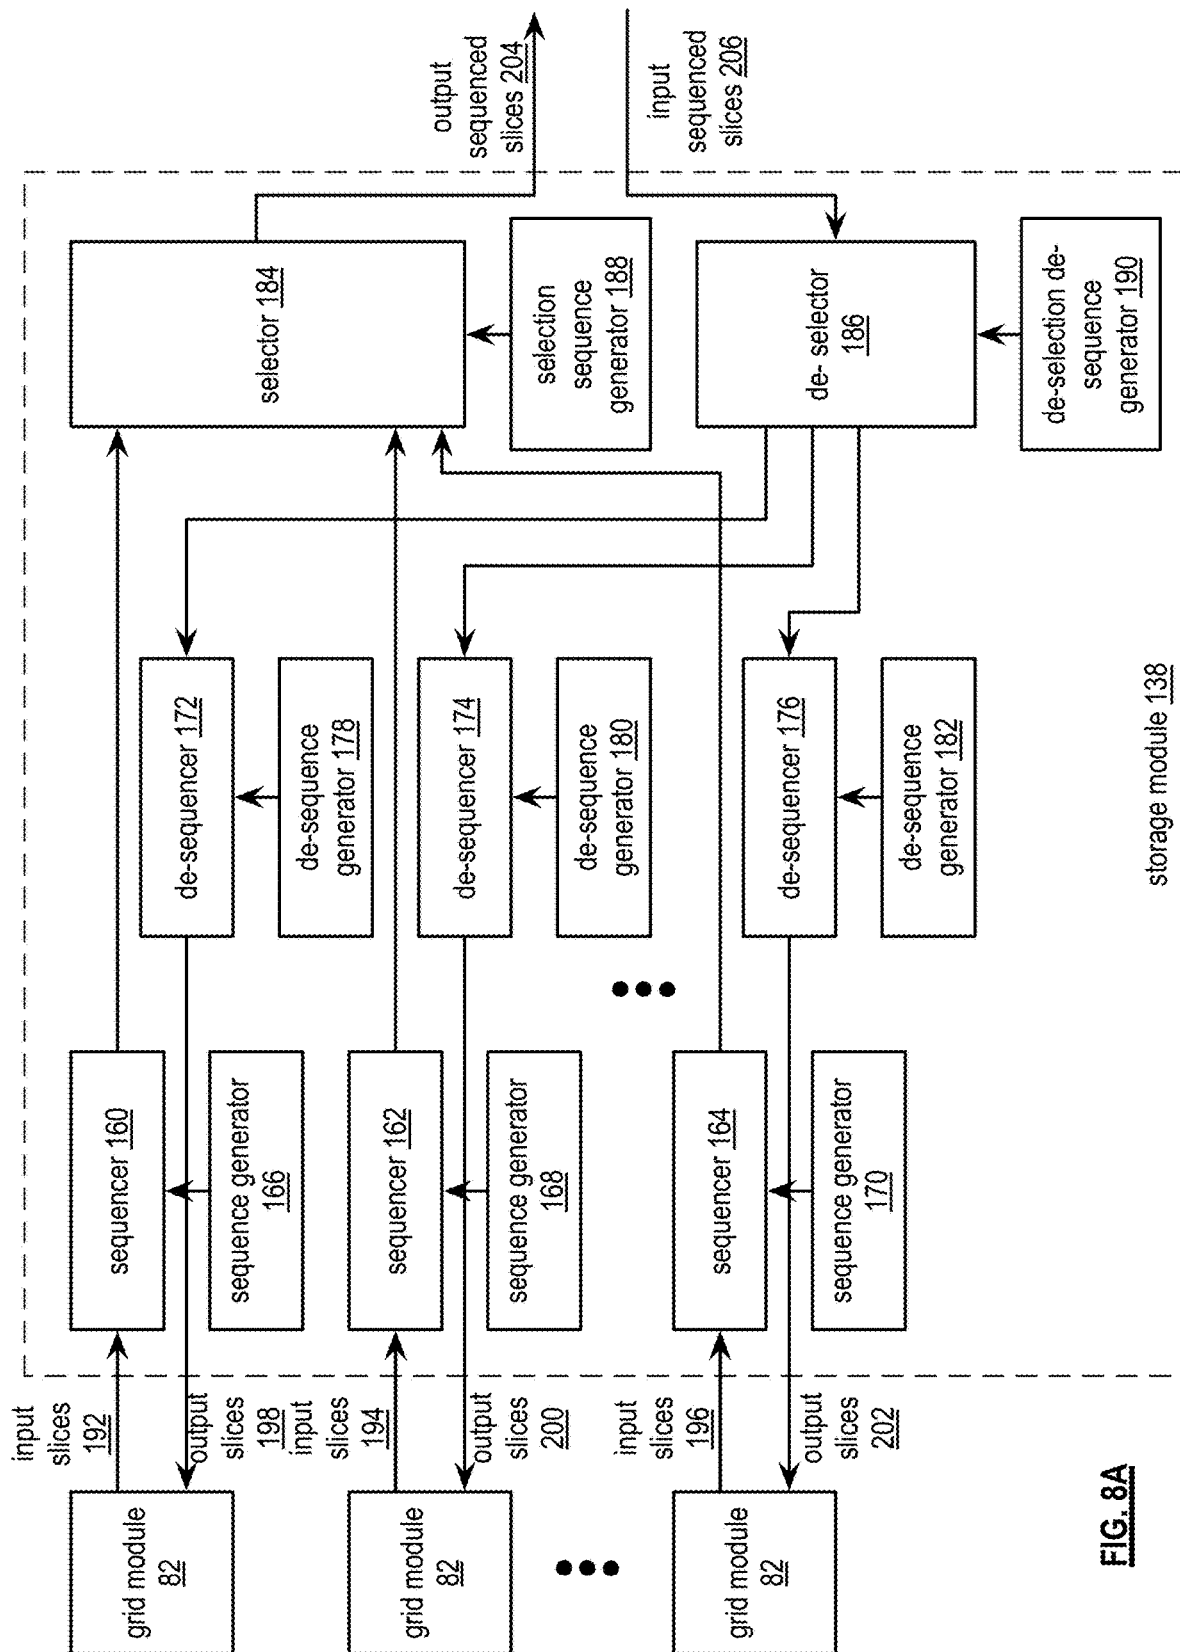 grid module
82
input
slices 192
output
slices 198
sequencer 160
sequence generator
166
de-sequencer 172
de-sequence
generator 178
selector 184
output
sequenced
slices 204
grid module
82
input
slices 194
output
slices
200
sequencer 162
sequence generator
168
de-sequencer 174
de-sequence
generator 180
selection
sequence
generator 188
input
sequenced
slices 206
grid module
82
input
slices
196
output
slices
202
sequencer 164
sequence generator
170
de-sequencer 176
de-sequence
generator 182
de- selector
186
de-selection de-
sequence
generator 190
storage module 138
FIG. 8A